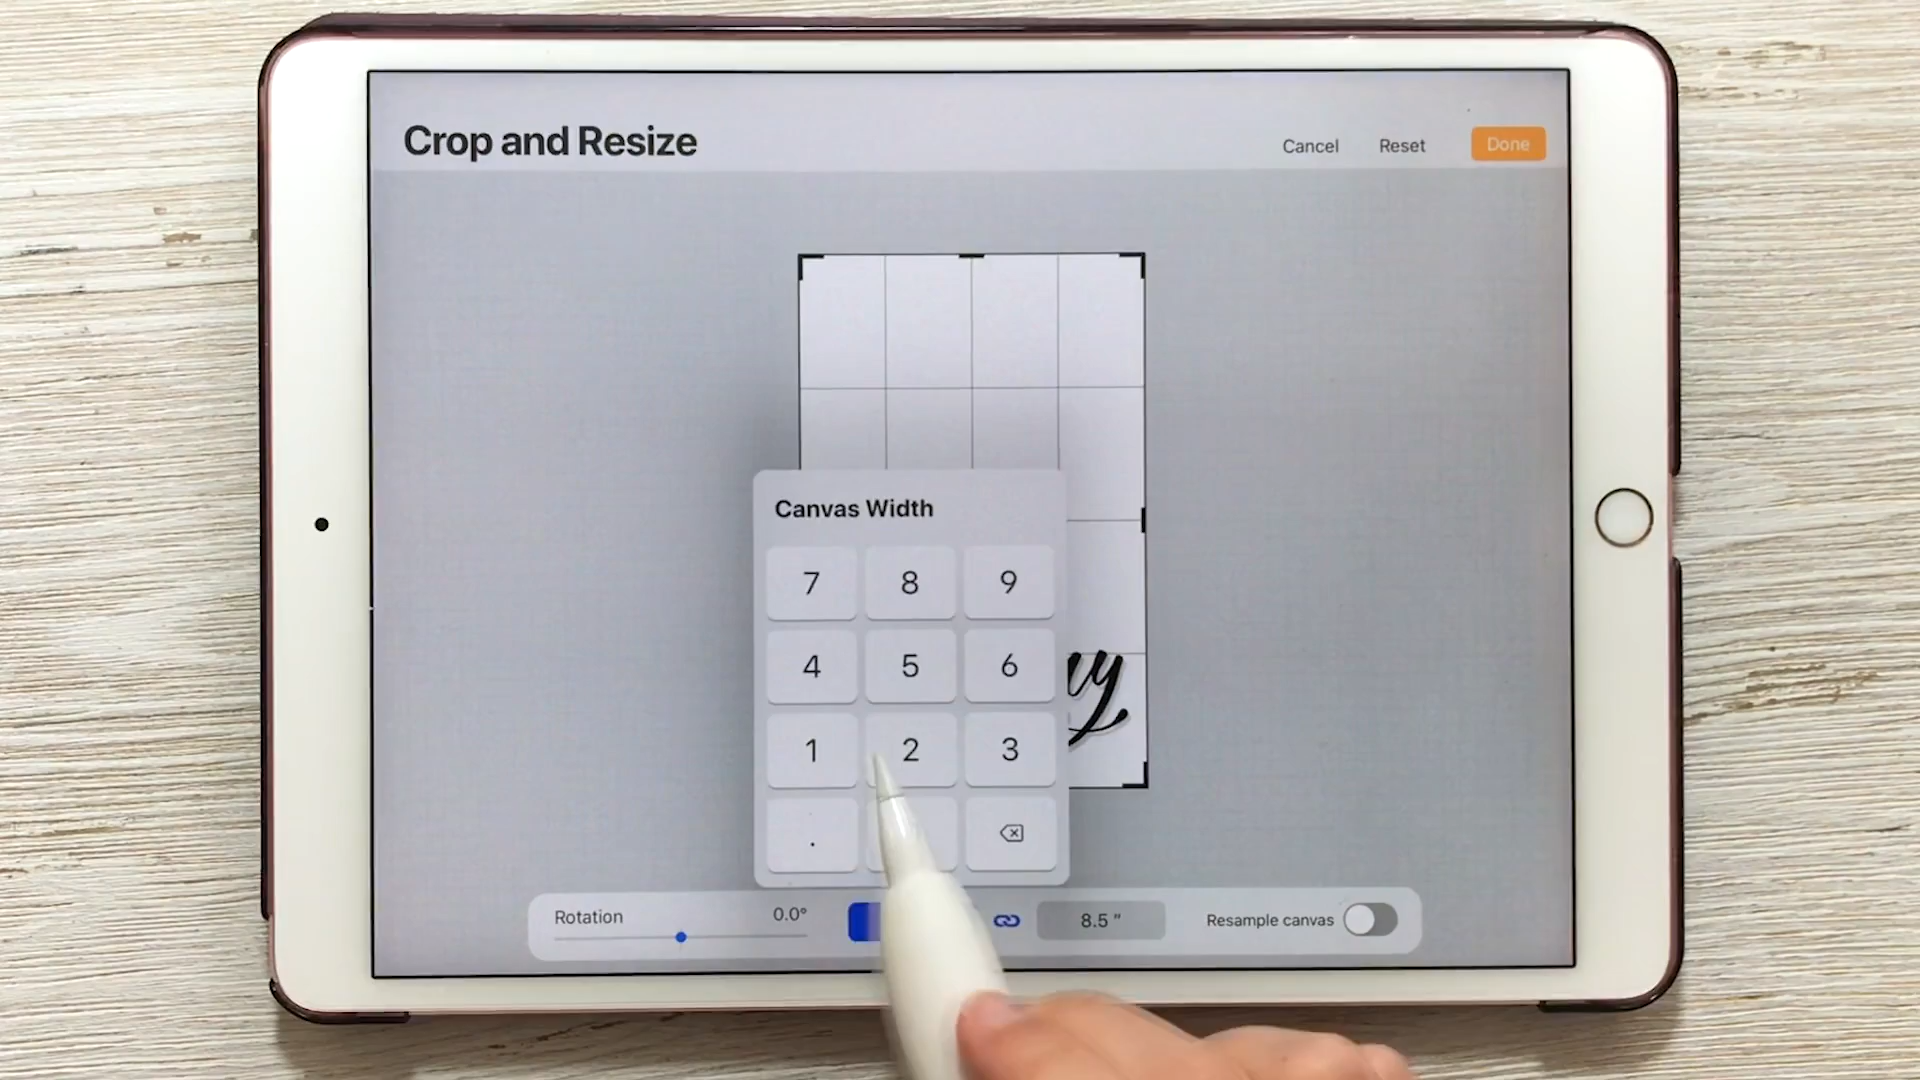 Crop and Resize
Cancel Reset Done
Canvas Width
7 8 9
4 5 6
1 2 3
.
Rotation 0.0° 8.5 " Resample canvas